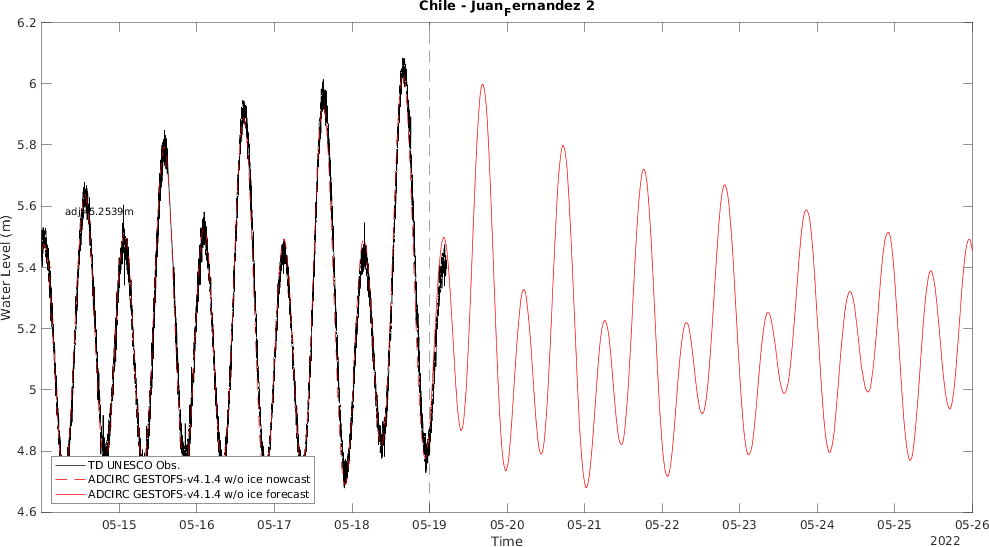 Chile - Juan_Fernandez 2
6.2
6
5.8
5.6
5.4
5.2
5
4.8
4.6
Water Level (m)
adj=5.2539m
TD UNESCO Obs.
ADCIRC GESTOFS-v4.1.4 w/o ice nowcast
ADCIRC GESTOFS-v4.1.4 w/o ice forecast
05-15 05-16 05-17 05-18 05-19 05-20 05-21 05-22 05-23 05-24 05-25 05-26
Time
2022